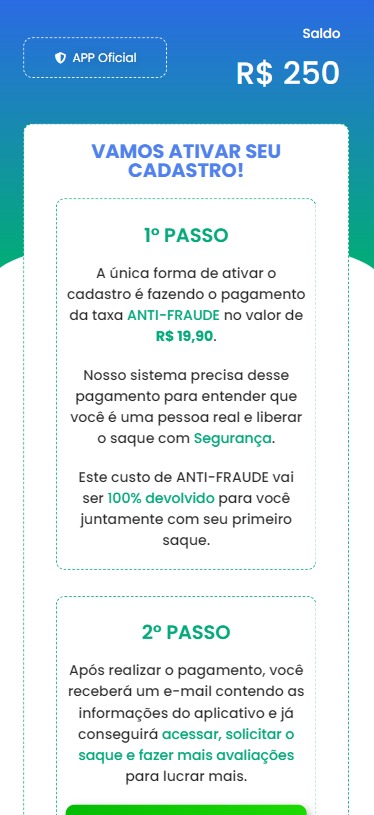 Saldo
APP Oficial
R$ 250
VAMOS ATIVAR SEU
CADASTRO!
1º PASSO
A única forma de ativar o
cadastro é fazendo o pagamento
da taxa ANTI-FRAUDE no valor de
R$ 19,90.
Nosso sistema precisa desse
pagamento para entender que
você é uma pessoa real e liberar
o saque com Segurança.
Este custo de ANTI-FRAUDE vai
ser 100% devolvido para você
juntamente com seu primeiro
saque.
2º PASSO
Após realizar o pagamento, você
receberá um e-mail contendo as
informações do aplicativo e já
conseguirá acessar, solicitar o
saque e fazer mais avaliações
para lucrar mais.